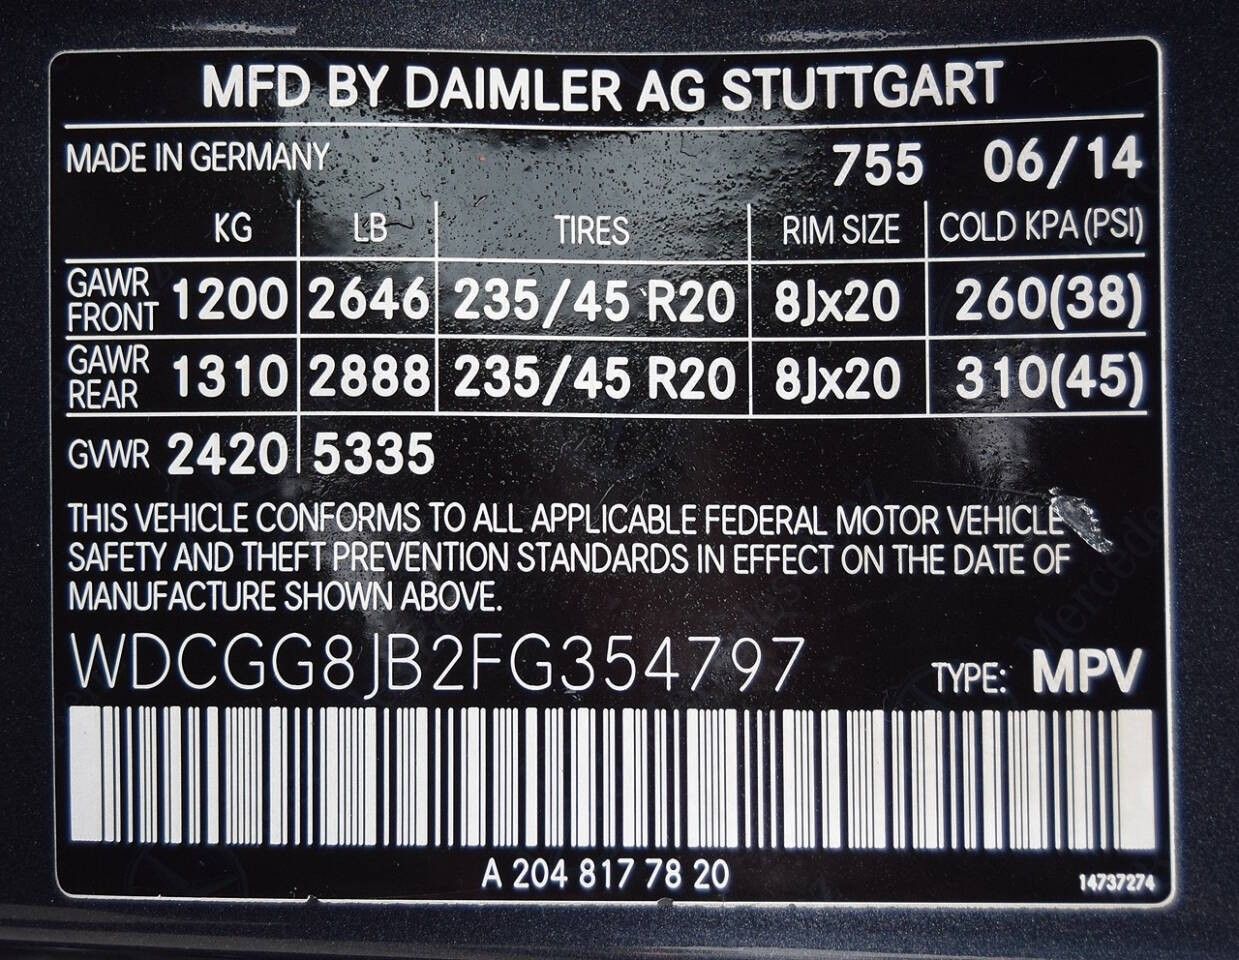 MFD BY DAIMLER AG STUTTGART
MADE IN GERMANY 755 06/14
KG LB TIRES RIM SIZE COLD KPA (PSI)
GAWR FRONT 1200 2646 235/45 R20 8Jx20 260(38)
GAWR REAR 1310 2888 235/45 R20 8Jx20 310(45)
GVWR 2420 5335
THIS VEHICLE CONFORMS TO ALL APPLICABLE FEDERAL MOTOR VEHICLE
SAFETY AND THEFT PREVENTION STANDARDS IN EFFECT ON THE DATE OF
MANUFACTURE SHOWN ABOVE.
WDCGG8JB2FG354797 TYPE: MPV
A 204 817 78 20
14737274